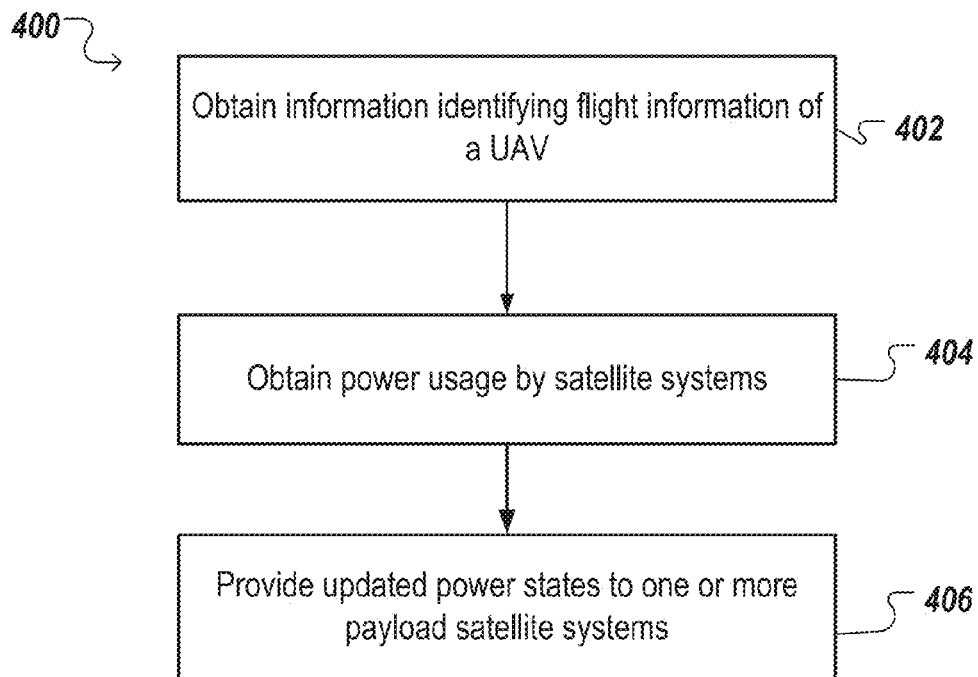 400
Obtain information identifying flight information of
a UAV
402
Obtain power usage by satellite systems
404
Provide updated power states to one or more
payload satellite systems
406